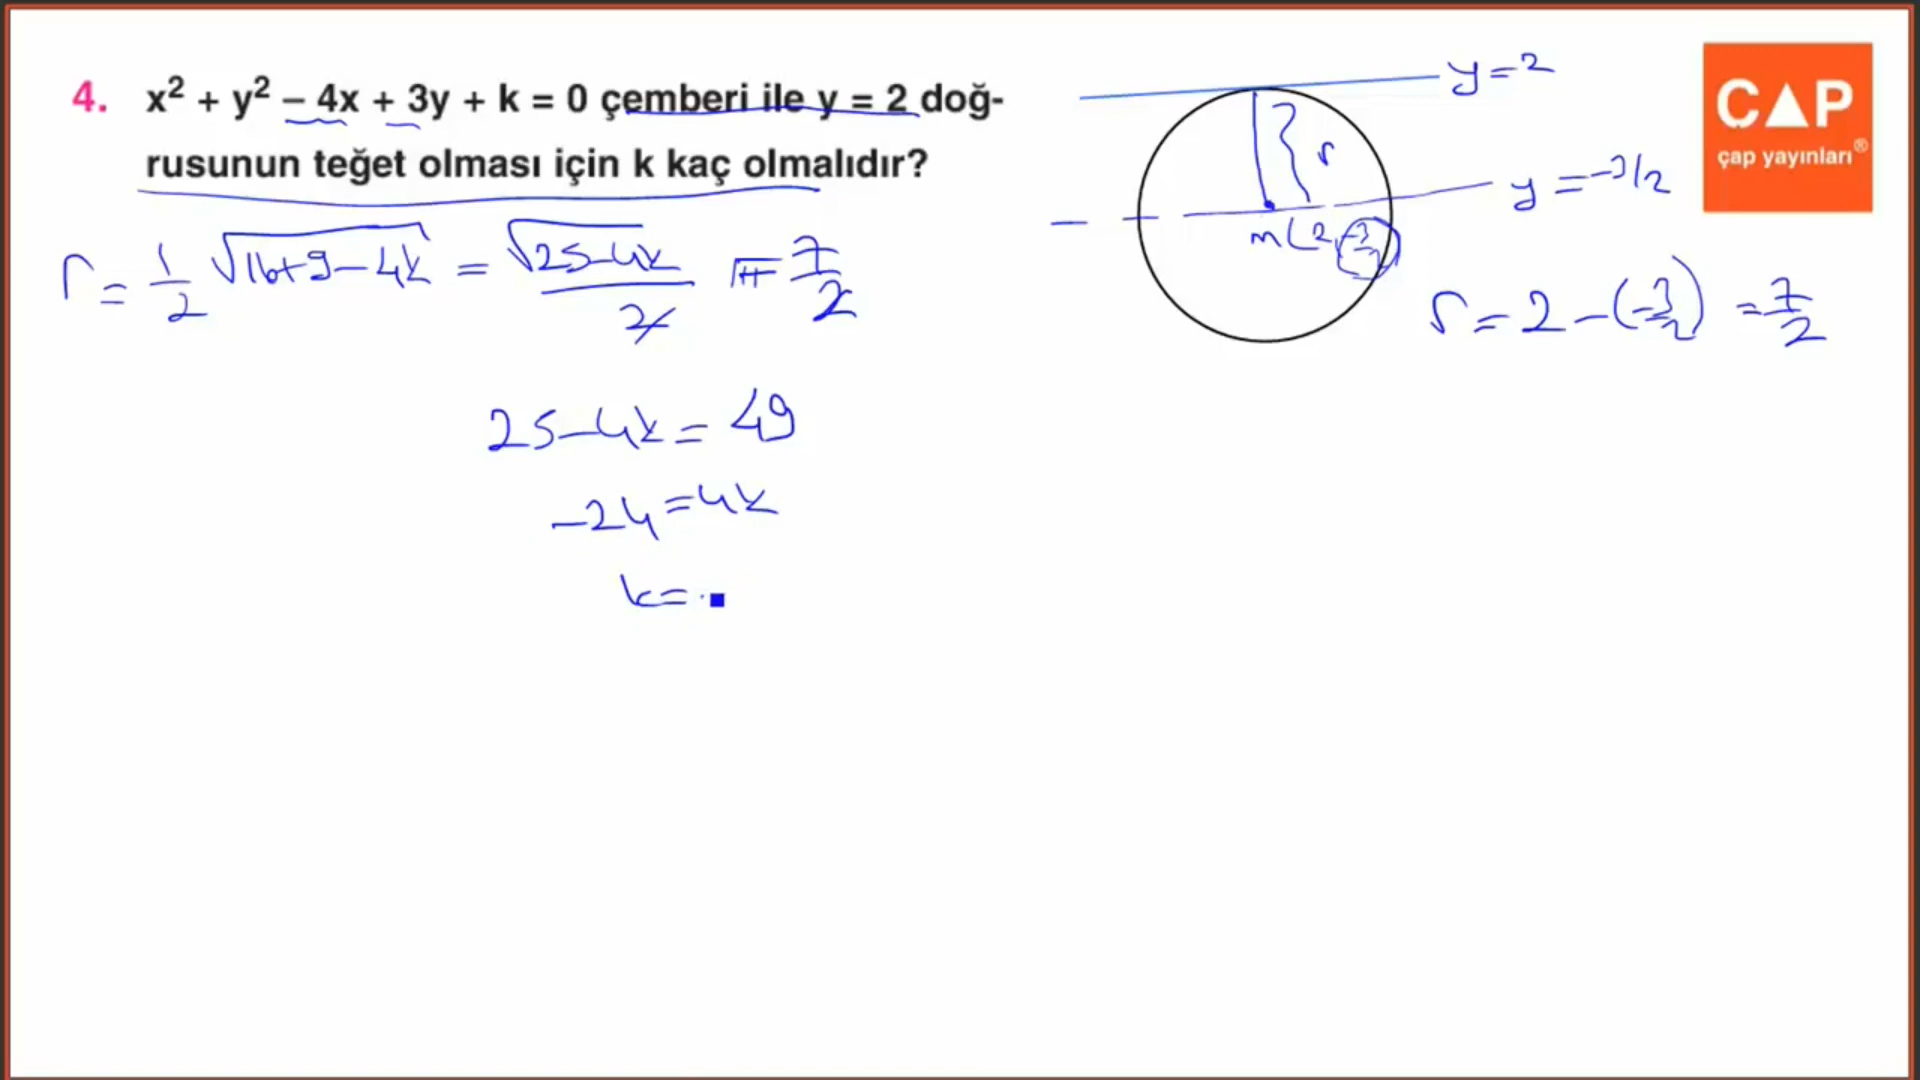 4. x² + y² – 4x + 3y + k = 0 çemberi ile y = 2 doğ-
rusunun teğet olması için k kaç olmalıdır?
r = 1/2 √16+9-4k = √25-4k / 2 = 7/2
25-4k = 49
-24 = 4k
k =
y = 2
r
y = -3/2
m(2, -3/2)
r = 2 - (-3/2) = 7/2
ÇAP
çap yayınları®